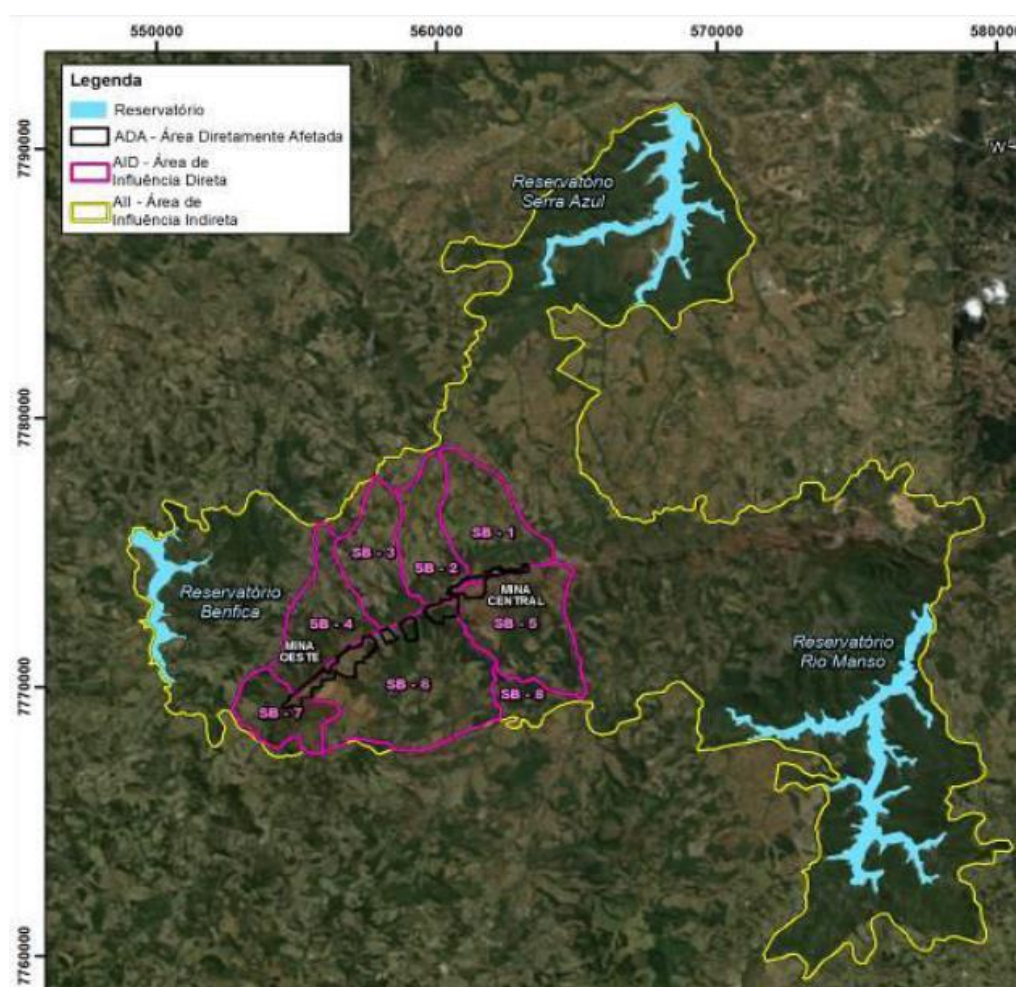 550000
560000
570000
580000
Legenda
Reservatório
ADA - Área Diretamente Afetada
AID - Área de
Influência Direta
AII - Área de
Influência Indireta
7790000
7780000
7770000
7760000
Reservatório
Serra Azul
SB - 1
SB - 3
SB - 2
MINA
CENTRAL
SB - 5
Reservatório
Benfica
SB - 4
MINA
OESTE
SB - 6
SB - 8
SB - 7
Reservatório
Rio Manso